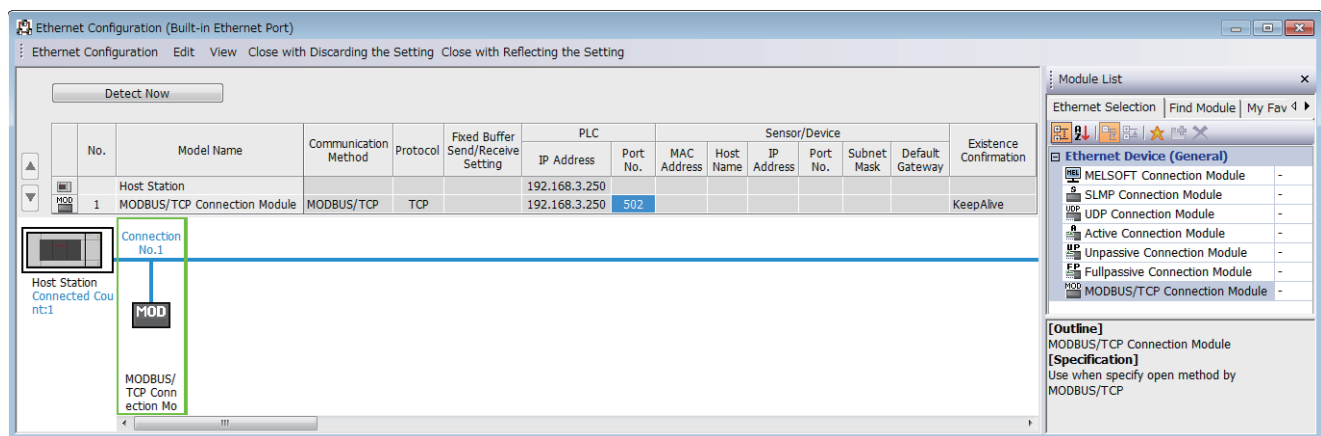 Ethernet Configuration (Built-in Ethernet Port)
Ethernet Configuration Edit View Close with Discarding the Setting Close with Reflecting the Setting
Detect Now
No. Model Name Communication Method Protocol Fixed Buffer Send/Receive Setting PLC Sensor/Device Existence Confirmation
IP Address Port No. MAC Address Host Name IP Address Port No. Subnet Mask Default Gateway
Host Station 192.168.3.250
MOD 1 MODBUS/TCP Connection Module MODBUS/TCP TCP 192.168.3.250 502 KeepAlive
Host Station
Connected Cou
nt:1
Connection
No.1
MOD
MODBUS/
TCP Conn
ection Mo
Module List
Ethernet Selection Find Module My Fav
Ethernet Device (General)
MEL MELSOFT Connection Module -
S SLMP Connection Module -
UDP UDP Connection Module -
A Active Connection Module -
UP Unpassive Connection Module -
FP Fullpassive Connection Module -
MOD MODBUS/TCP Connection Module -
[Outline]
MODBUS/TCP Connection Module
[Specification]
Use when specify open method by
MODBUS/TCP